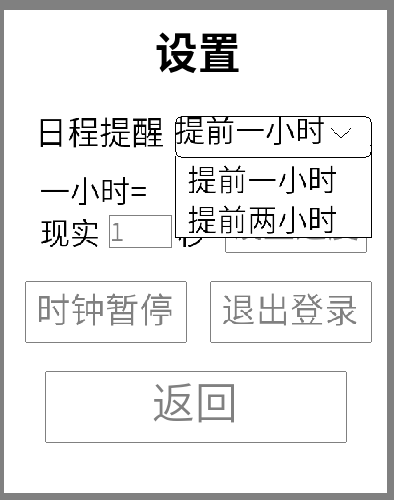 设置
日程提醒 提前一小时
提前一小时
一小时=
提前两小时
现实 1 秒
时钟暂停 退出登录
返回